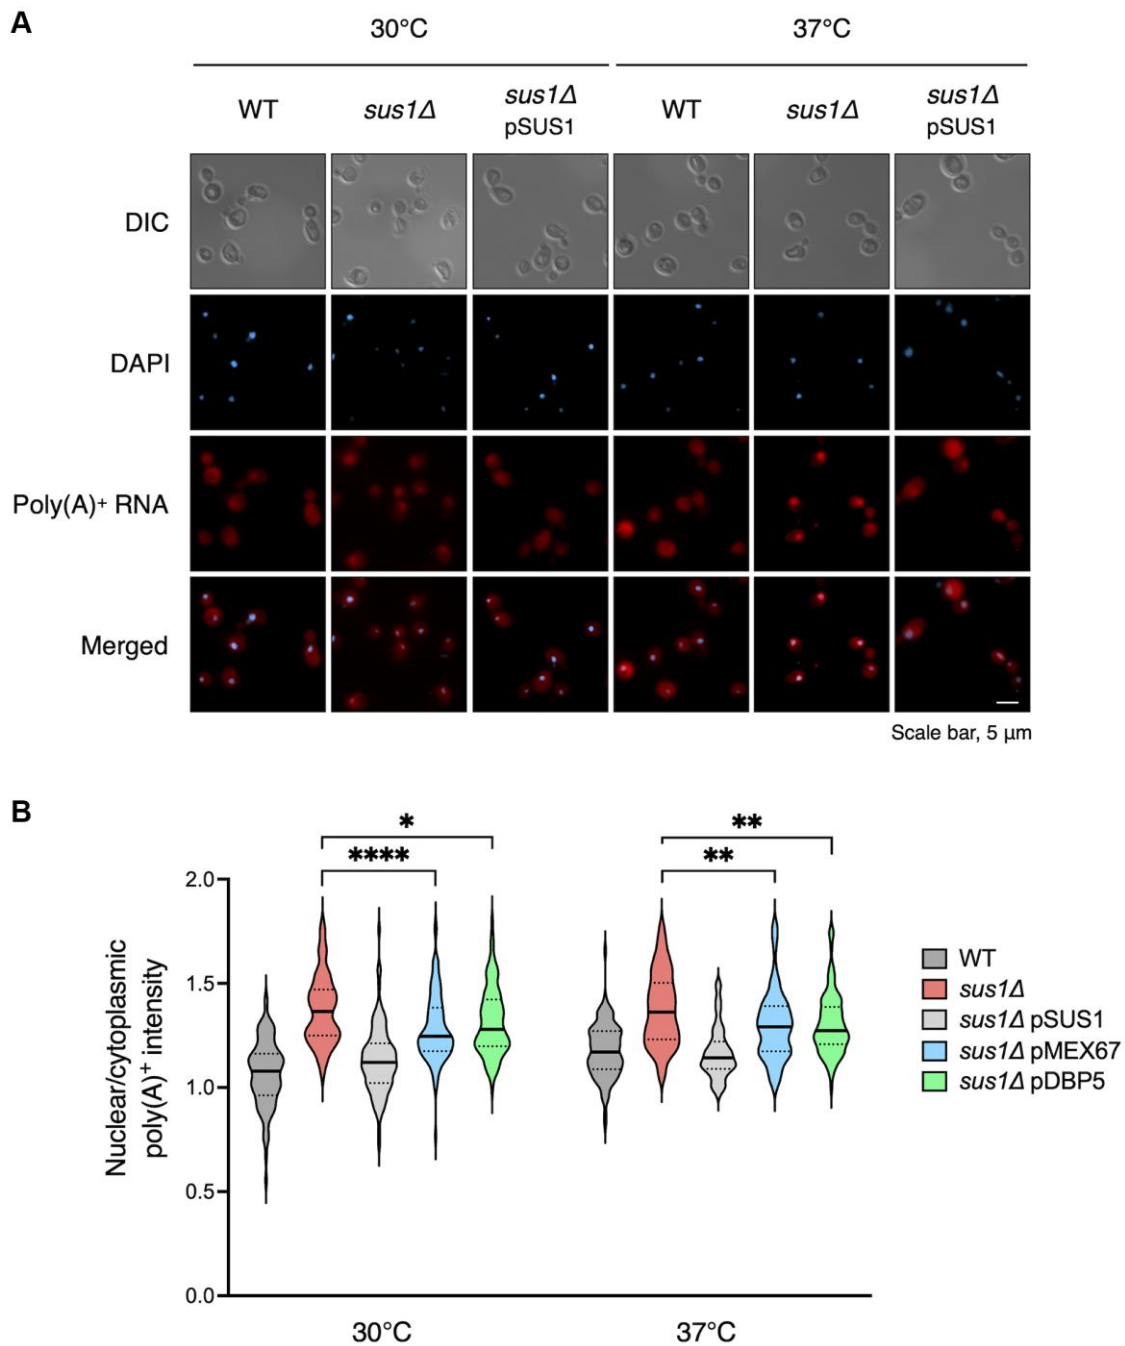 A
30°C 37°C
WT sus1Δ sus1Δ pSUS1 WT sus1Δ sus1Δ pSUS1
DIC
DAPI
Poly(A)+ RNA
Merged
Scale bar, 5 μm
B
* **
**** **
2.0
1.5
1.0
0.5
0.0
Nuclear/cytoplasmic
poly(A)+ intensity
WT
sus1Δ
sus1Δ pSUS1
sus1Δ pMEX67
sus1Δ pDBP5
30°C 37°C